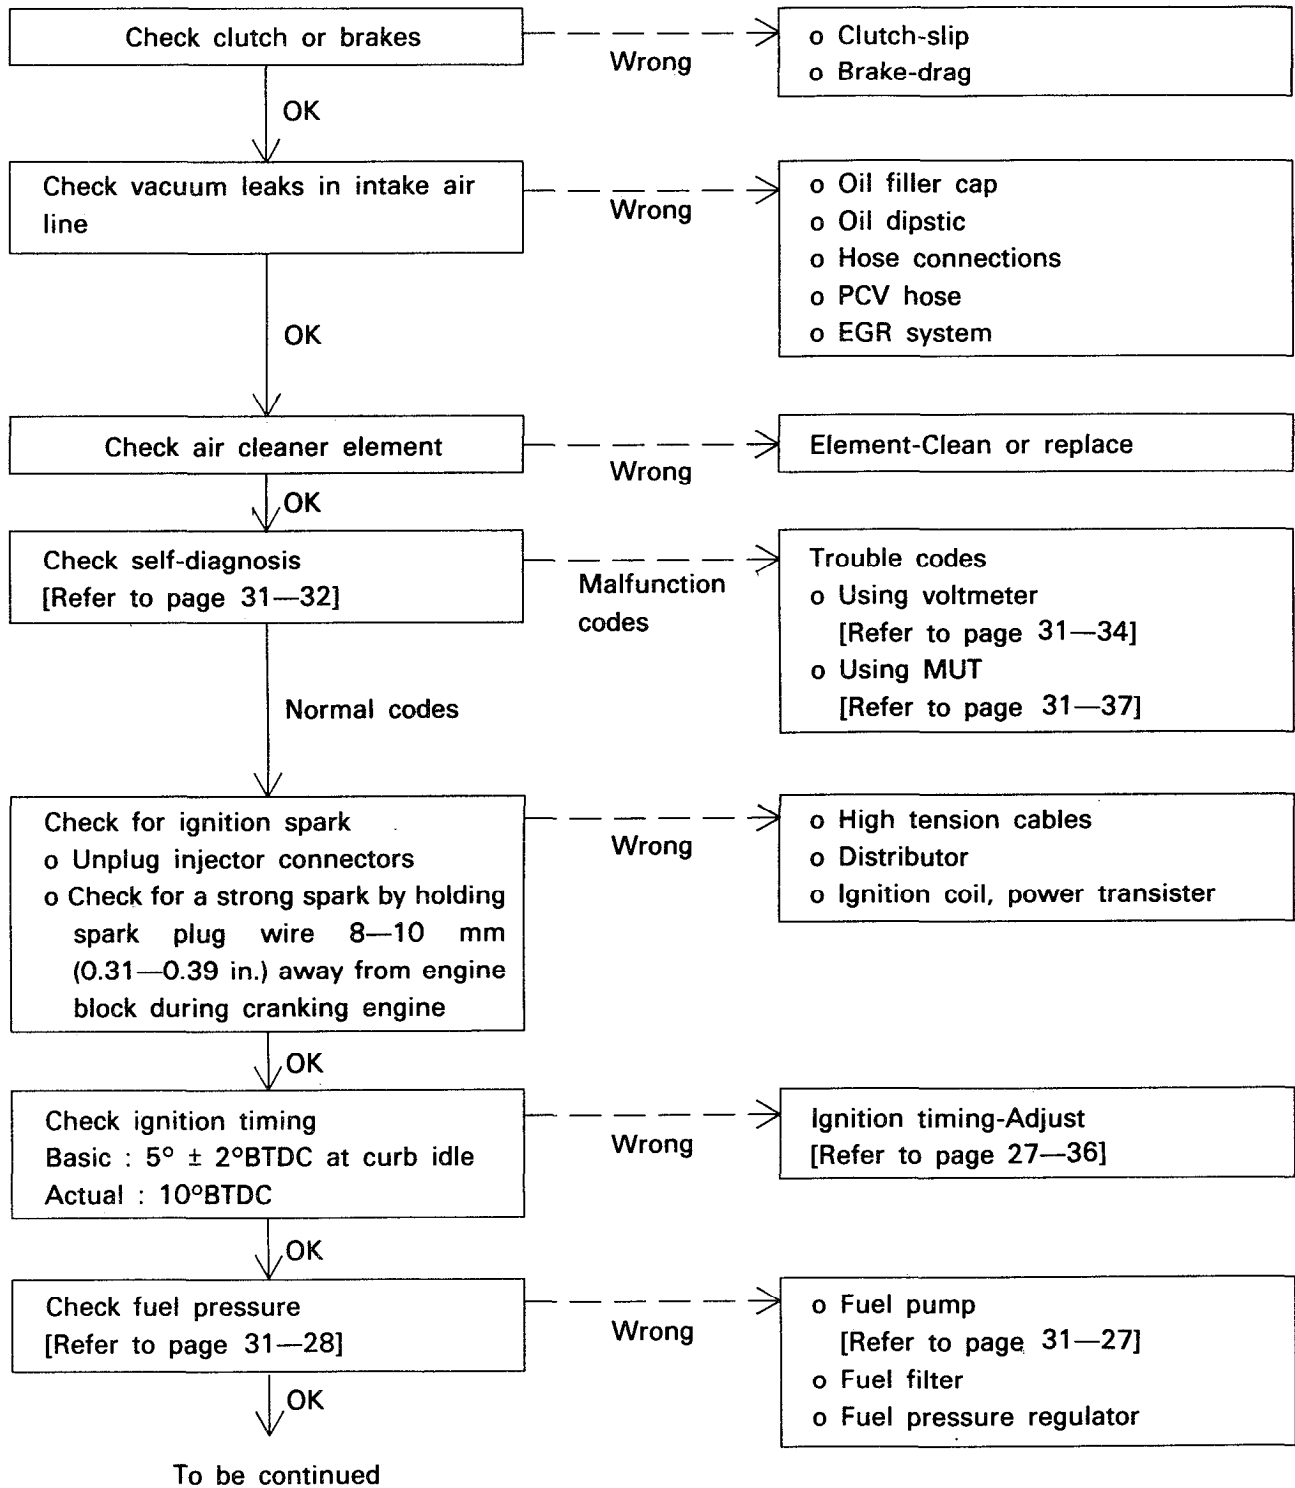 Check clutch or brakes
Wrong
o Clutch-slip
o Brake-drag
OK
Check vacuum leaks in intake air
line
Wrong
o Oil filler cap
o Oil dipstic
o Hose connections
o PCV hose
o EGR system
OK
Check air cleaner element
Wrong
Element-Clean or replace
OK
Check self-diagnosis
[Refer to page 31—32]
Malfunction
codes
Trouble codes
o Using voltmeter
[Refer to page 31—34]
o Using MUT
[Refer to page 31—37]
Normal codes
Check for ignition spark
o Unplug injector connectors
o Check for a strong spark by holding
spark plug wire 8—10 mm
(0.31—0.39 in.) away from engine
block during cranking engine
Wrong
o High tension cables
o Distributor
o Ignition coil, power transister
OK
Check ignition timing
Basic : 5° ± 2°BTDC at curb idle
Actual : 10°BTDC
Wrong
Ignition timing-Adjust
[Refer to page 27—36]
OK
Check fuel pressure
[Refer to page 31—28]
Wrong
o Fuel pump
[Refer to page 31—27]
o Fuel filter
o Fuel pressure regulator
OK
To be continued